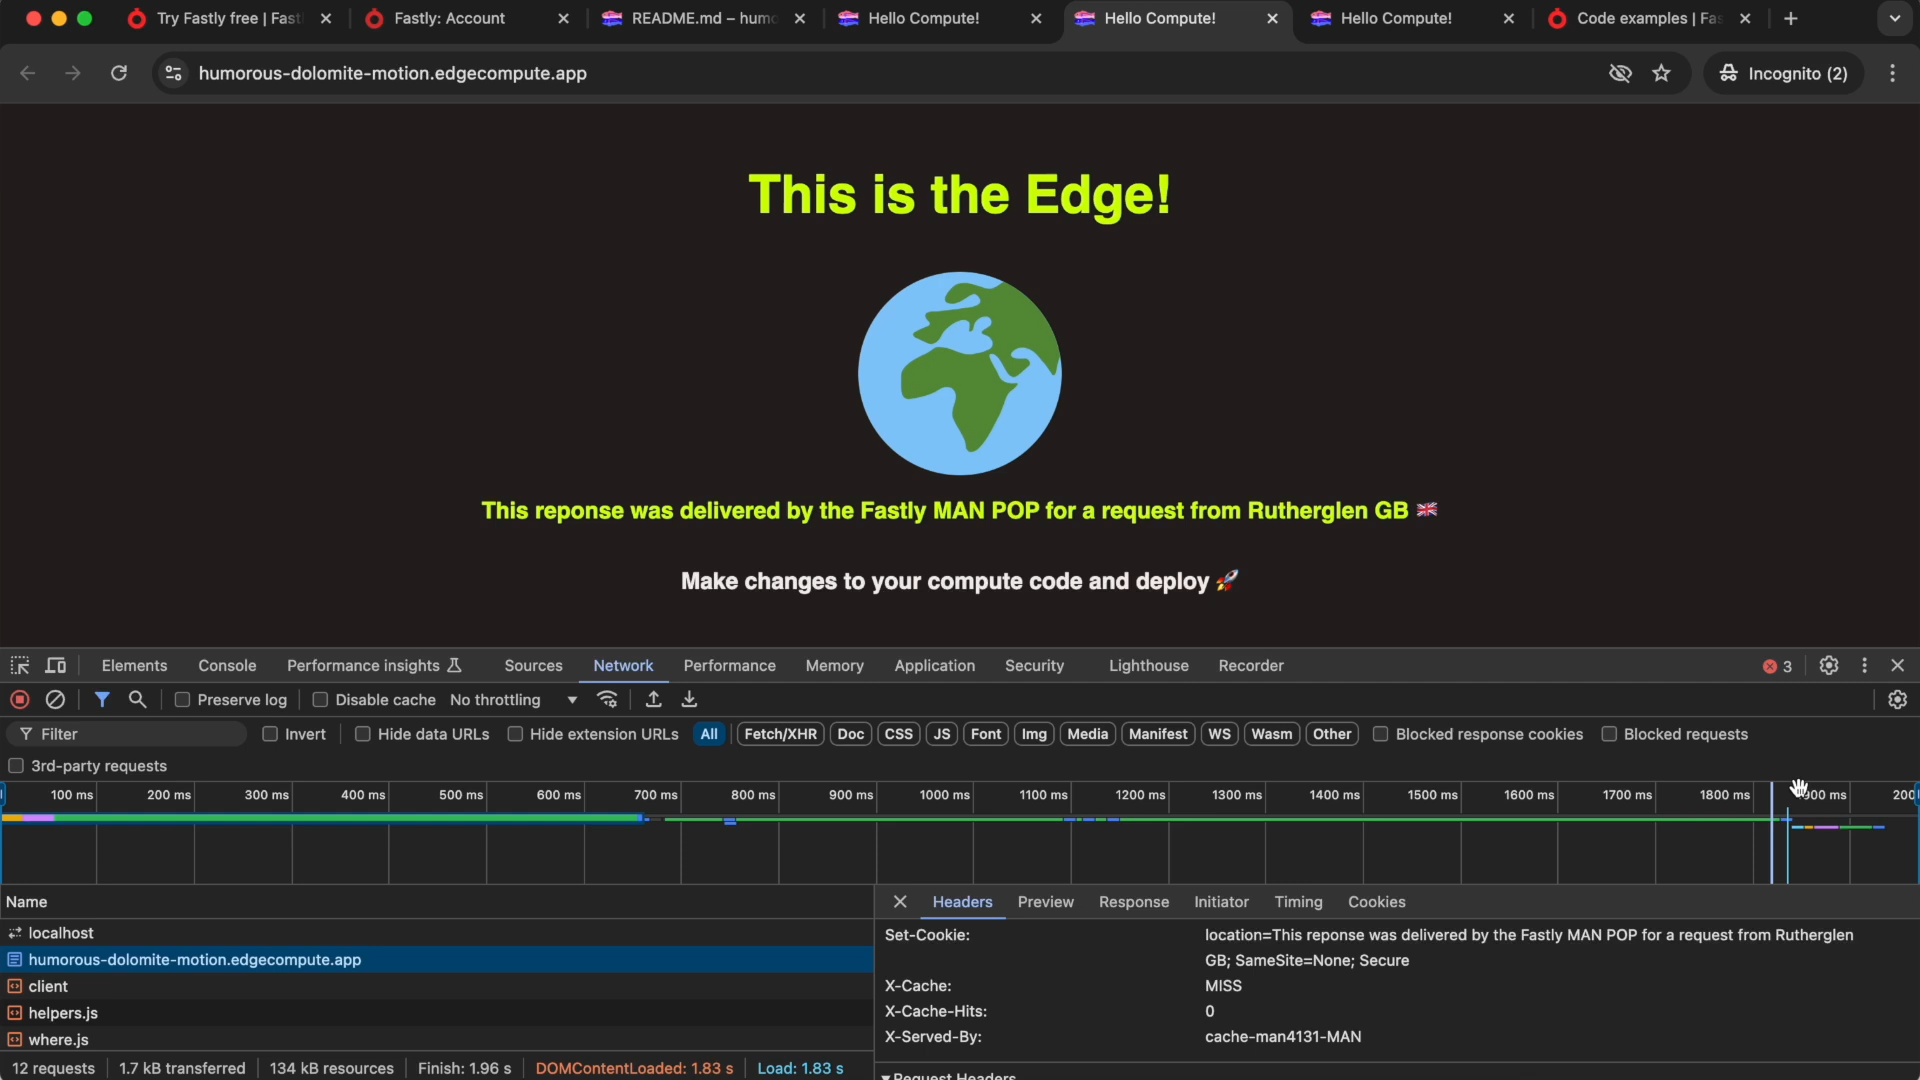 Try Fastly free | Fast
Fastly: Account
README.md – humo
Hello Compute!
Hello Compute!
Hello Compute!
Code examples | Fas
humorous-dolomite-motion.edgecompute.app
Incognito (2)
This is the Edge!
This reponse was delivered by the Fastly MAN POP for a request from Rutherglen GB 🇬🇧
Make changes to your compute code and deploy 🚀
Elements Console Performance insights Sources Network Performance Memory Application Security Lighthouse Recorder 3
Preserve log Disable cache No throttling
Filter Invert Hide data URLs Hide extension URLs All Fetch/XHR Doc CSS JS Font Img Media Manifest WS Wasm Other Blocked response cookies Blocked requests
3rd-party requests
100 ms 200 ms 300 ms 400 ms 500 ms 600 ms 700 ms 800 ms 900 ms 1000 ms 1100 ms 1200 ms 1300 ms 1400 ms 1500 ms 1600 ms 1700 ms 1800 ms 900 ms 200
Name
localhost
humorous-dolomite-motion.edgecompute.app
client
helpers.js
where.js
12 requests 1.7 kB transferred 134 kB resources Finish: 1.96 s DOMContentLoaded: 1.83 s Load: 1.83 s
Headers Preview Response Initiator Timing Cookies
Set-Cookie: location=This reponse was delivered by the Fastly MAN POP for a request from Rutherglen
GB; SameSite=None; Secure
X-Cache: MISS
X-Cache-Hits: 0
X-Served-By: cache-man4131-MAN
Request Headers